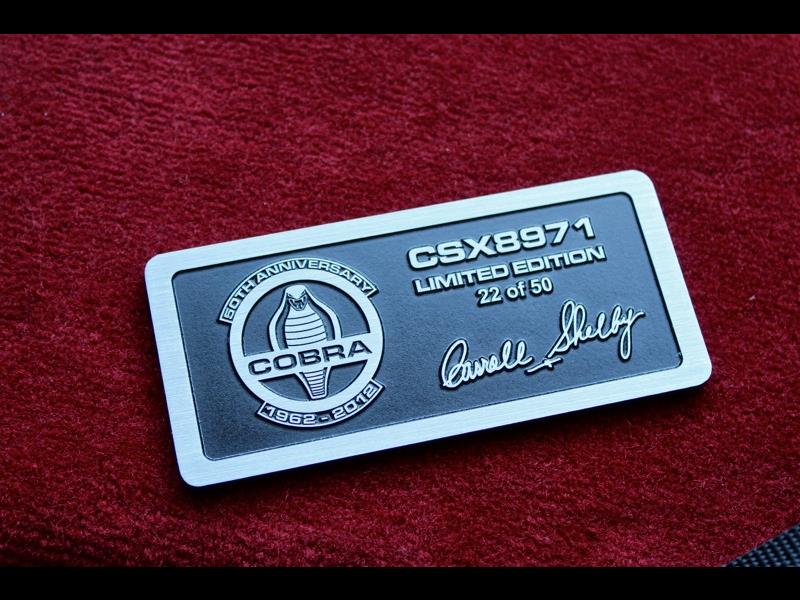 50TH ANNIVERSARY
COBRA
1962 - 2012
CSX8971
LIMITED EDITION
22 of 50
Carroll Shelby